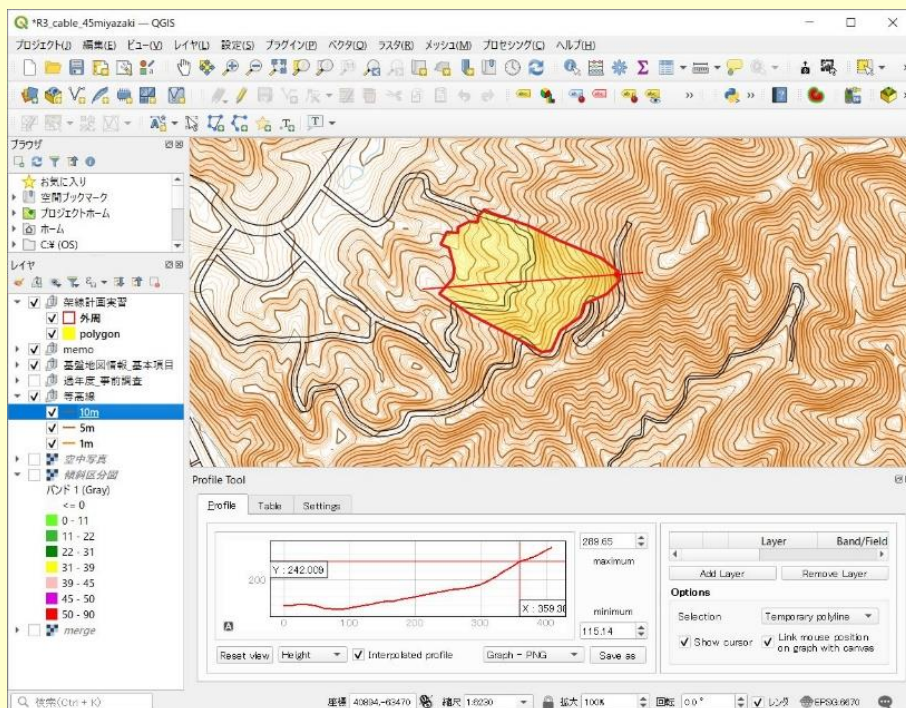 *R3_cable_45miyazaki — QGIS
プロジェクト(J) 編集(E) ビュー(V) レイヤ(L) 設定(S) プラグイン(P) ベクタ(O) ラスタ(R) メッシュ(M) プロセシング(C) ヘルプ(H)
ブラウザ
お気に入り
空間ブックマーク
プロジェクトホーム
ホーム
C:¥ (OS)
レイヤ
架線計画実習
外周
polygon
memo
基盤地図情報_基本項目
過年度_事前調査
等高線
10m
5m
1m
空中写真
傾斜区分図
バンド 1 (Gray)
<= 0
0 - 11
11 - 22
22 - 31
31 - 39
39 - 45
45 - 50
50 - 90
merge
Profile Tool
Profile Table Settings
Y : 242.009
200
X : 359.36
0 100 200 300 400
289.65
maximum
minimum
115.14
Reset view Height Interpolated profile Graph - PNG Save as
Layer Band/Field
Add Layer Remove Layer
Options
Selection Temporary polyline
Show cursor Link mouse position on graph with canvas
検索(Ctrl + K) 座標 40894,-63470 縮尺 1:6230 拡大 100% 回転 0.0° レンダ EPSG:6670